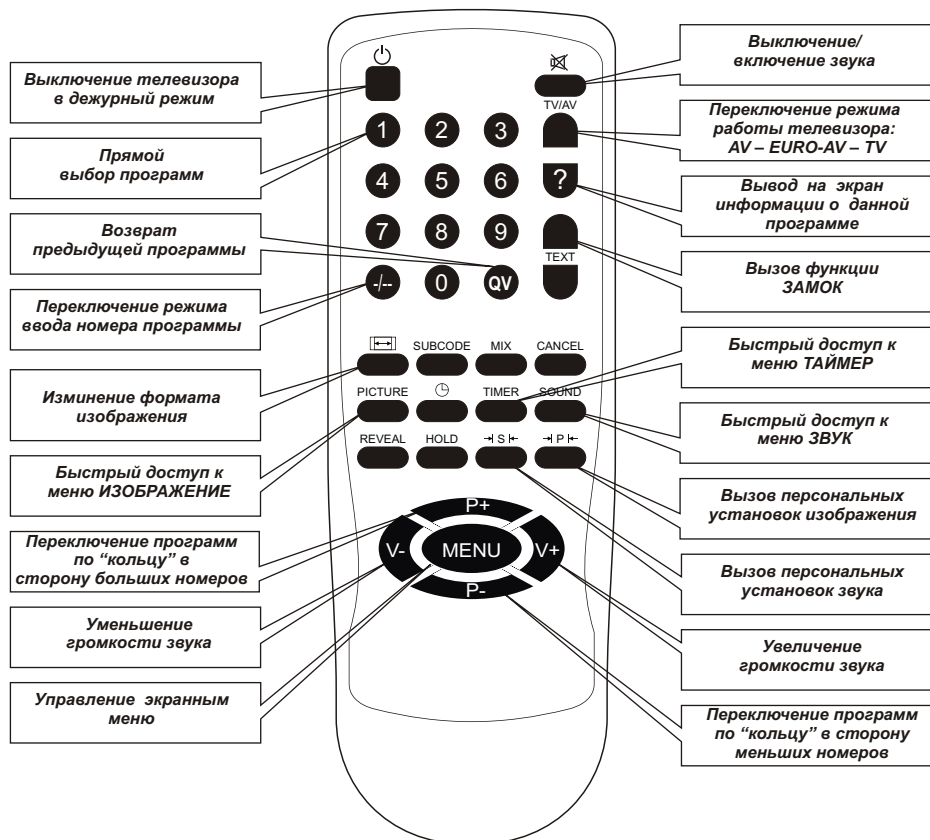 Выключение телевизора
в дежурный режим
Прямой
выбор программ
Возврат
предыдущей программы
Переключение режима
ввода номера программы
Изминение формата
изображения
Быстрый доступ к
меню ИЗОБРАЖЕНИЕ
Переключение программ
по “кольцу” в
сторону больших номеров
Уменьшение
громкости звука
Управление экранным
меню
TV/AV
1 2 3
4 5 6 ?
7 8 9
TEXT
-/-- 0 QV
SUBCODE MIX CANCEL
PICTURE TIMER SOUND
REVEAL HOLD S P
P+
V- MENU V+
P-
Выключение/
включение звука
Переключение режима
работы телевизора:
AV – EURO-AV – TV
Вывод на экран
информации о данной
программе
Вызов функции
ЗАМОК
Быстрый доступ к
меню ТАЙМЕР
Быстрый доступ к
меню ЗВУК
Вызов персональных
установок изображения
Вызов персональных
установок звука
Увеличение
громкости звука
Переключение программ
по “кольцу” в сторону
меньших номеров